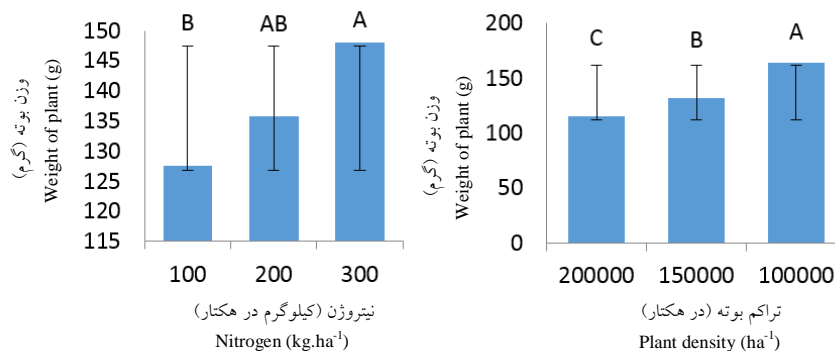 150
145
140
135
130
125
120
115
B AB A
وزن بوته (گرم)
Weight of plant (g)
100 200 300
نیتروژن (کیلوگرم در هکتار)
Nitrogen (kg.ha-1)
200
150
100
50
0
C B A
وزن بوته (گرم)
Weight of plant (g)
200000 150000 100000
تراکم بوته (در هکتار)
Plant density (ha-1)